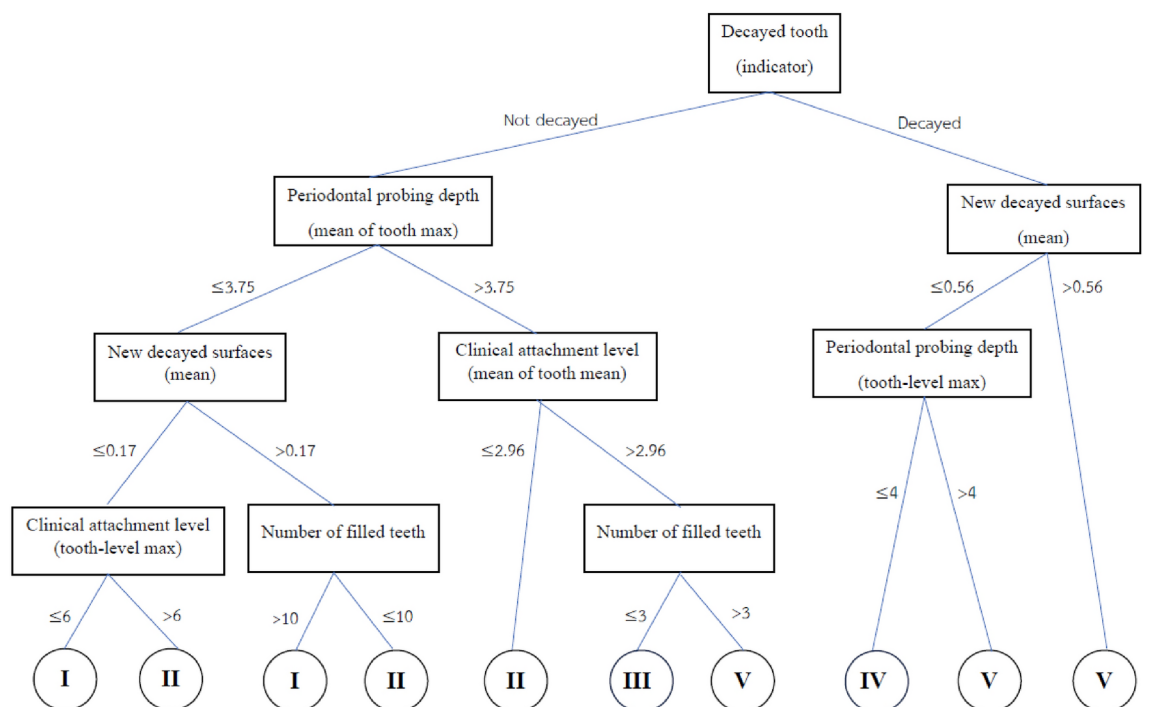 Decayed tooth
(indicator)
Not decayed
Decayed
Periodontal probing depth
(mean of tooth max)
New decayed surfaces
(mean)
≤3.75
>3.75
≤0.56
>0.56
New decayed surfaces
(mean)
Clinical attachment level
(mean of tooth mean)
Periodontal probing depth
(tooth-level max)
≤0.17
>0.17
≤2.96
>2.96
≤4
>4
Clinical attachment level
(tooth-level max)
Number of filled teeth
Number of filled teeth
≤6
>6
>10
≤10
≤3
>3
I
II
I
II
II
III
V
IV
V
V